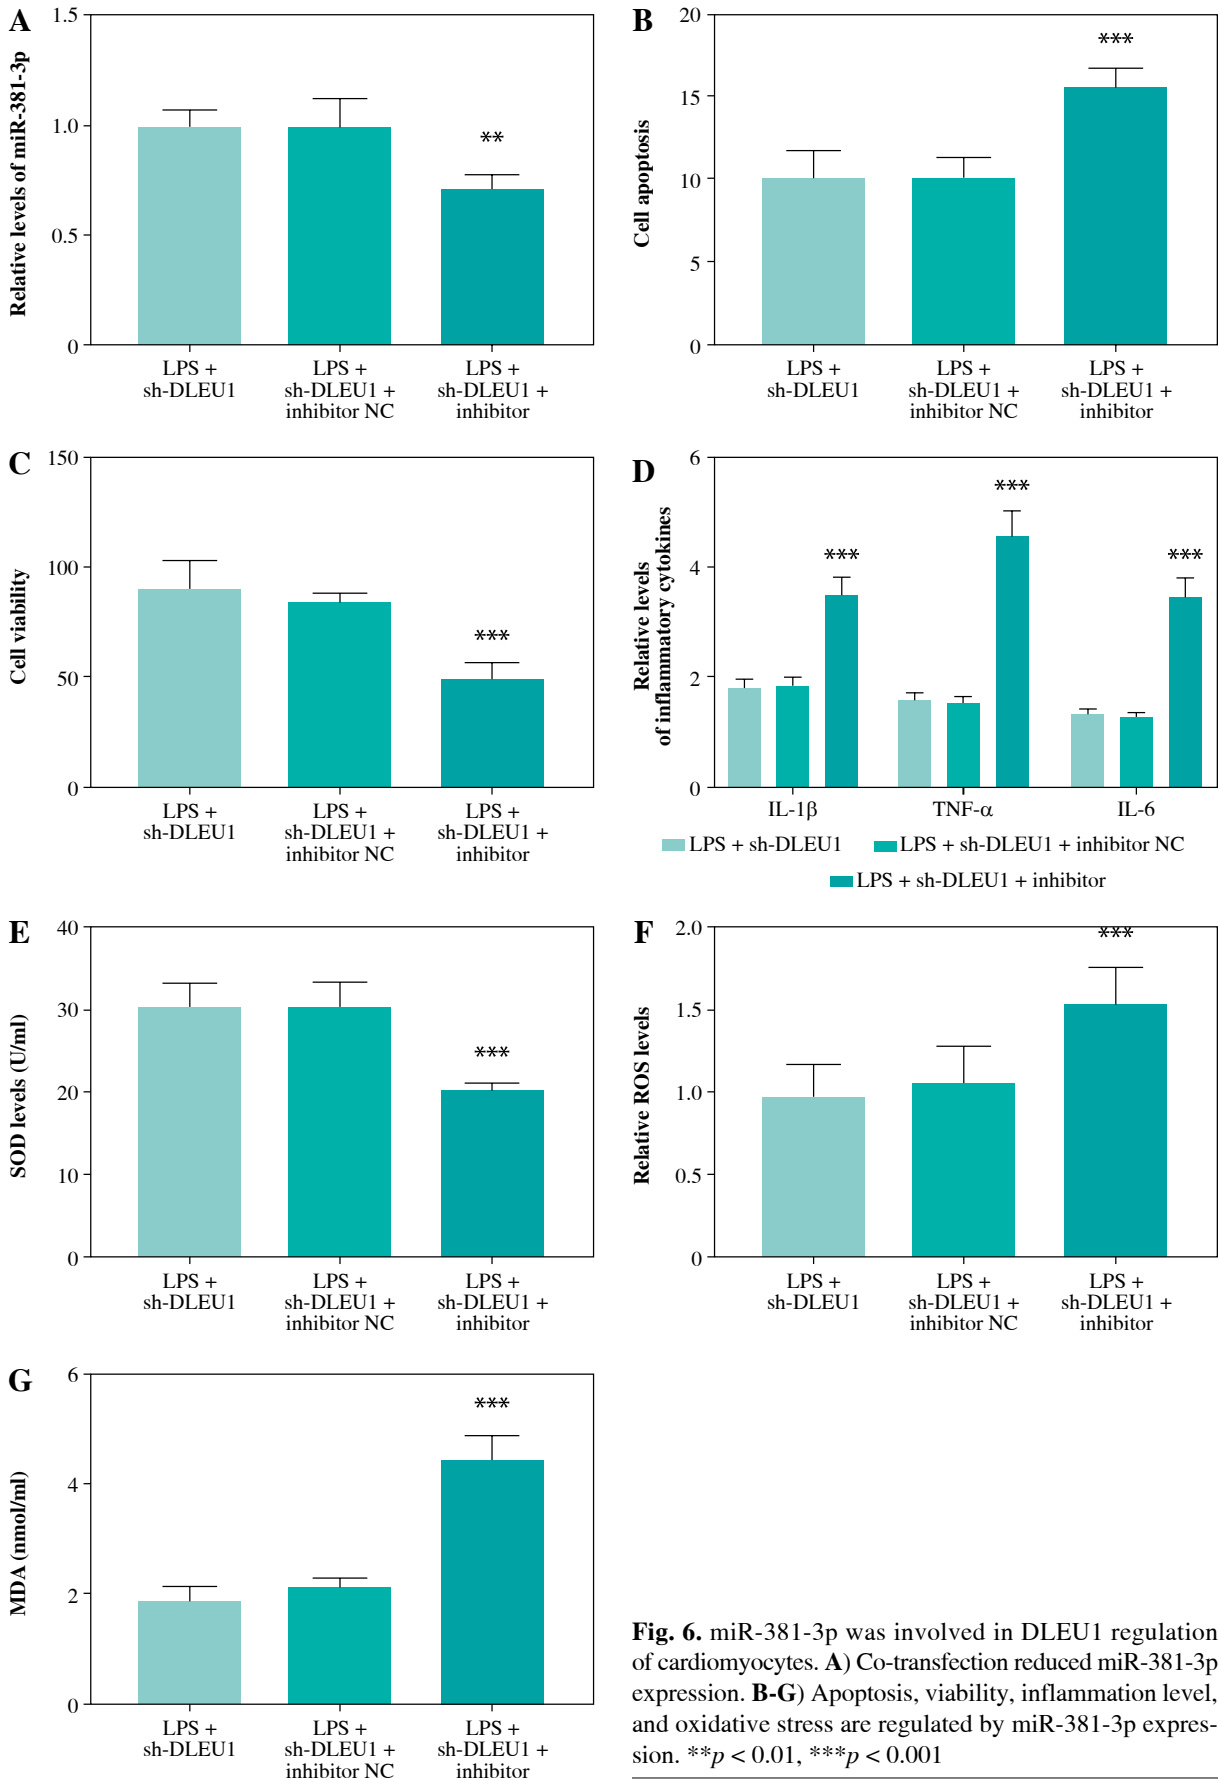 A
Relative levels of miR-381-3p
1.5
1.0
0.5
0
**
LPS +
sh-DLEU1
LPS +
sh-DLEU1 +
inhibitor NC
LPS +
sh-DLEU1 +
inhibitor
B
Cell apoptosis
20
15
10
5
0
***
LPS +
sh-DLEU1
LPS +
sh-DLEU1 +
inhibitor NC
LPS +
sh-DLEU1 +
inhibitor
C
Cell viability
150
100
50
0
***
LPS +
sh-DLEU1
LPS +
sh-DLEU1 +
inhibitor NC
LPS +
sh-DLEU1 +
inhibitor
D
Relative levels
of inflammatory cytokines
6
4
2
0
***
***
***
IL-1β
TNF-α
IL-6
LPS + sh-DLEU1
LPS + sh-DLEU1 + inhibitor NC
LPS + sh-DLEU1 + inhibitor
E
SOD levels (U/ml)
40
30
20
10
0
***
LPS +
sh-DLEU1
LPS +
sh-DLEU1 +
inhibitor NC
LPS +
sh-DLEU1 +
inhibitor
F
Relative ROS levels
2.0
1.5
1.0
0.5
0
***
LPS +
sh-DLEU1
LPS +
sh-DLEU1 +
inhibitor NC
LPS +
sh-DLEU1 +
inhibitor
G
MDA (nmol/ml)
6
4
2
0
***
LPS +
sh-DLEU1
LPS +
sh-DLEU1 +
inhibitor NC
LPS +
sh-DLEU1 +
inhibitor
Fig. 6. miR-381-3p was involved in DLEU1 regulation
of cardiomyocytes. A) Co-transfection reduced miR-381-3p
expression. B-G) Apoptosis, viability, inflammation level,
and oxidative stress are regulated by miR-381-3p expres-
sion. **p < 0.01, ***p < 0.001